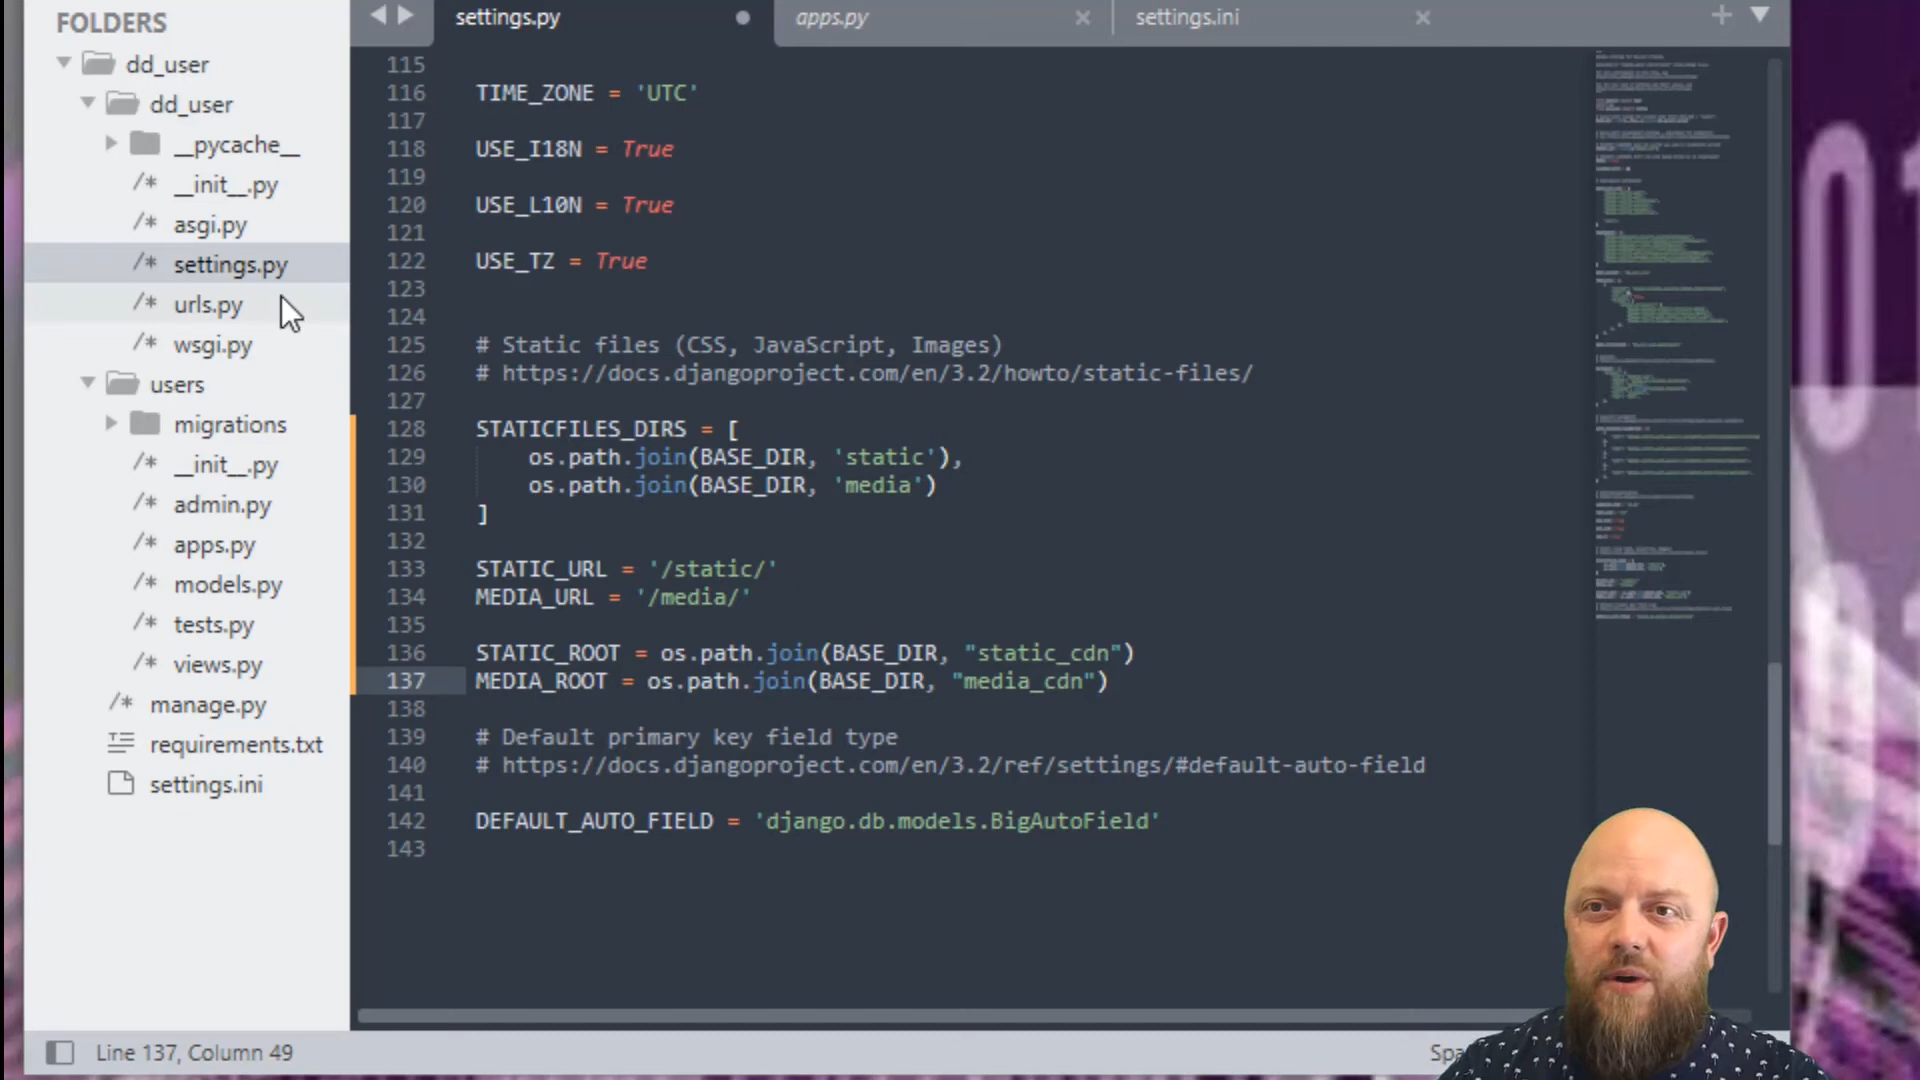 FOLDERS
dd_user
dd_user
__pycache__
/* __init__.py
/* asgi.py
/* settings.py
/* urls.py
/* wsgi.py
users
migrations
/* __init__.py
/* admin.py
/* apps.py
/* models.py
/* tests.py
/* views.py
/* manage.py
requirements.txt
settings.ini
settings.py
apps.py
settings.ini
115
116 TIME_ZONE = 'UTC'
117
118 USE_I18N = True
119
120 USE_L10N = True
121
122 USE_TZ = True
123
124
125 # Static files (CSS, JavaScript, Images)
126 # https://docs.djangoproject.com/en/3.2/howto/static-files/
127
128 STATICFILES_DIRS = [
129 os.path.join(BASE_DIR, 'static'),
130 os.path.join(BASE_DIR, 'media')
131 ]
132
133 STATIC_URL = '/static/'
134 MEDIA_URL = '/media/'
135
136 STATIC_ROOT = os.path.join(BASE_DIR, "static_cdn")
137 MEDIA_ROOT = os.path.join(BASE_DIR, "media_cdn")
138
139 # Default primary key field type
140 # https://docs.djangoproject.com/en/3.2/ref/settings/#default-auto-field
141
142 DEFAULT_AUTO_FIELD = 'django.db.models.BigAutoField'
143
Line 137, Column 49